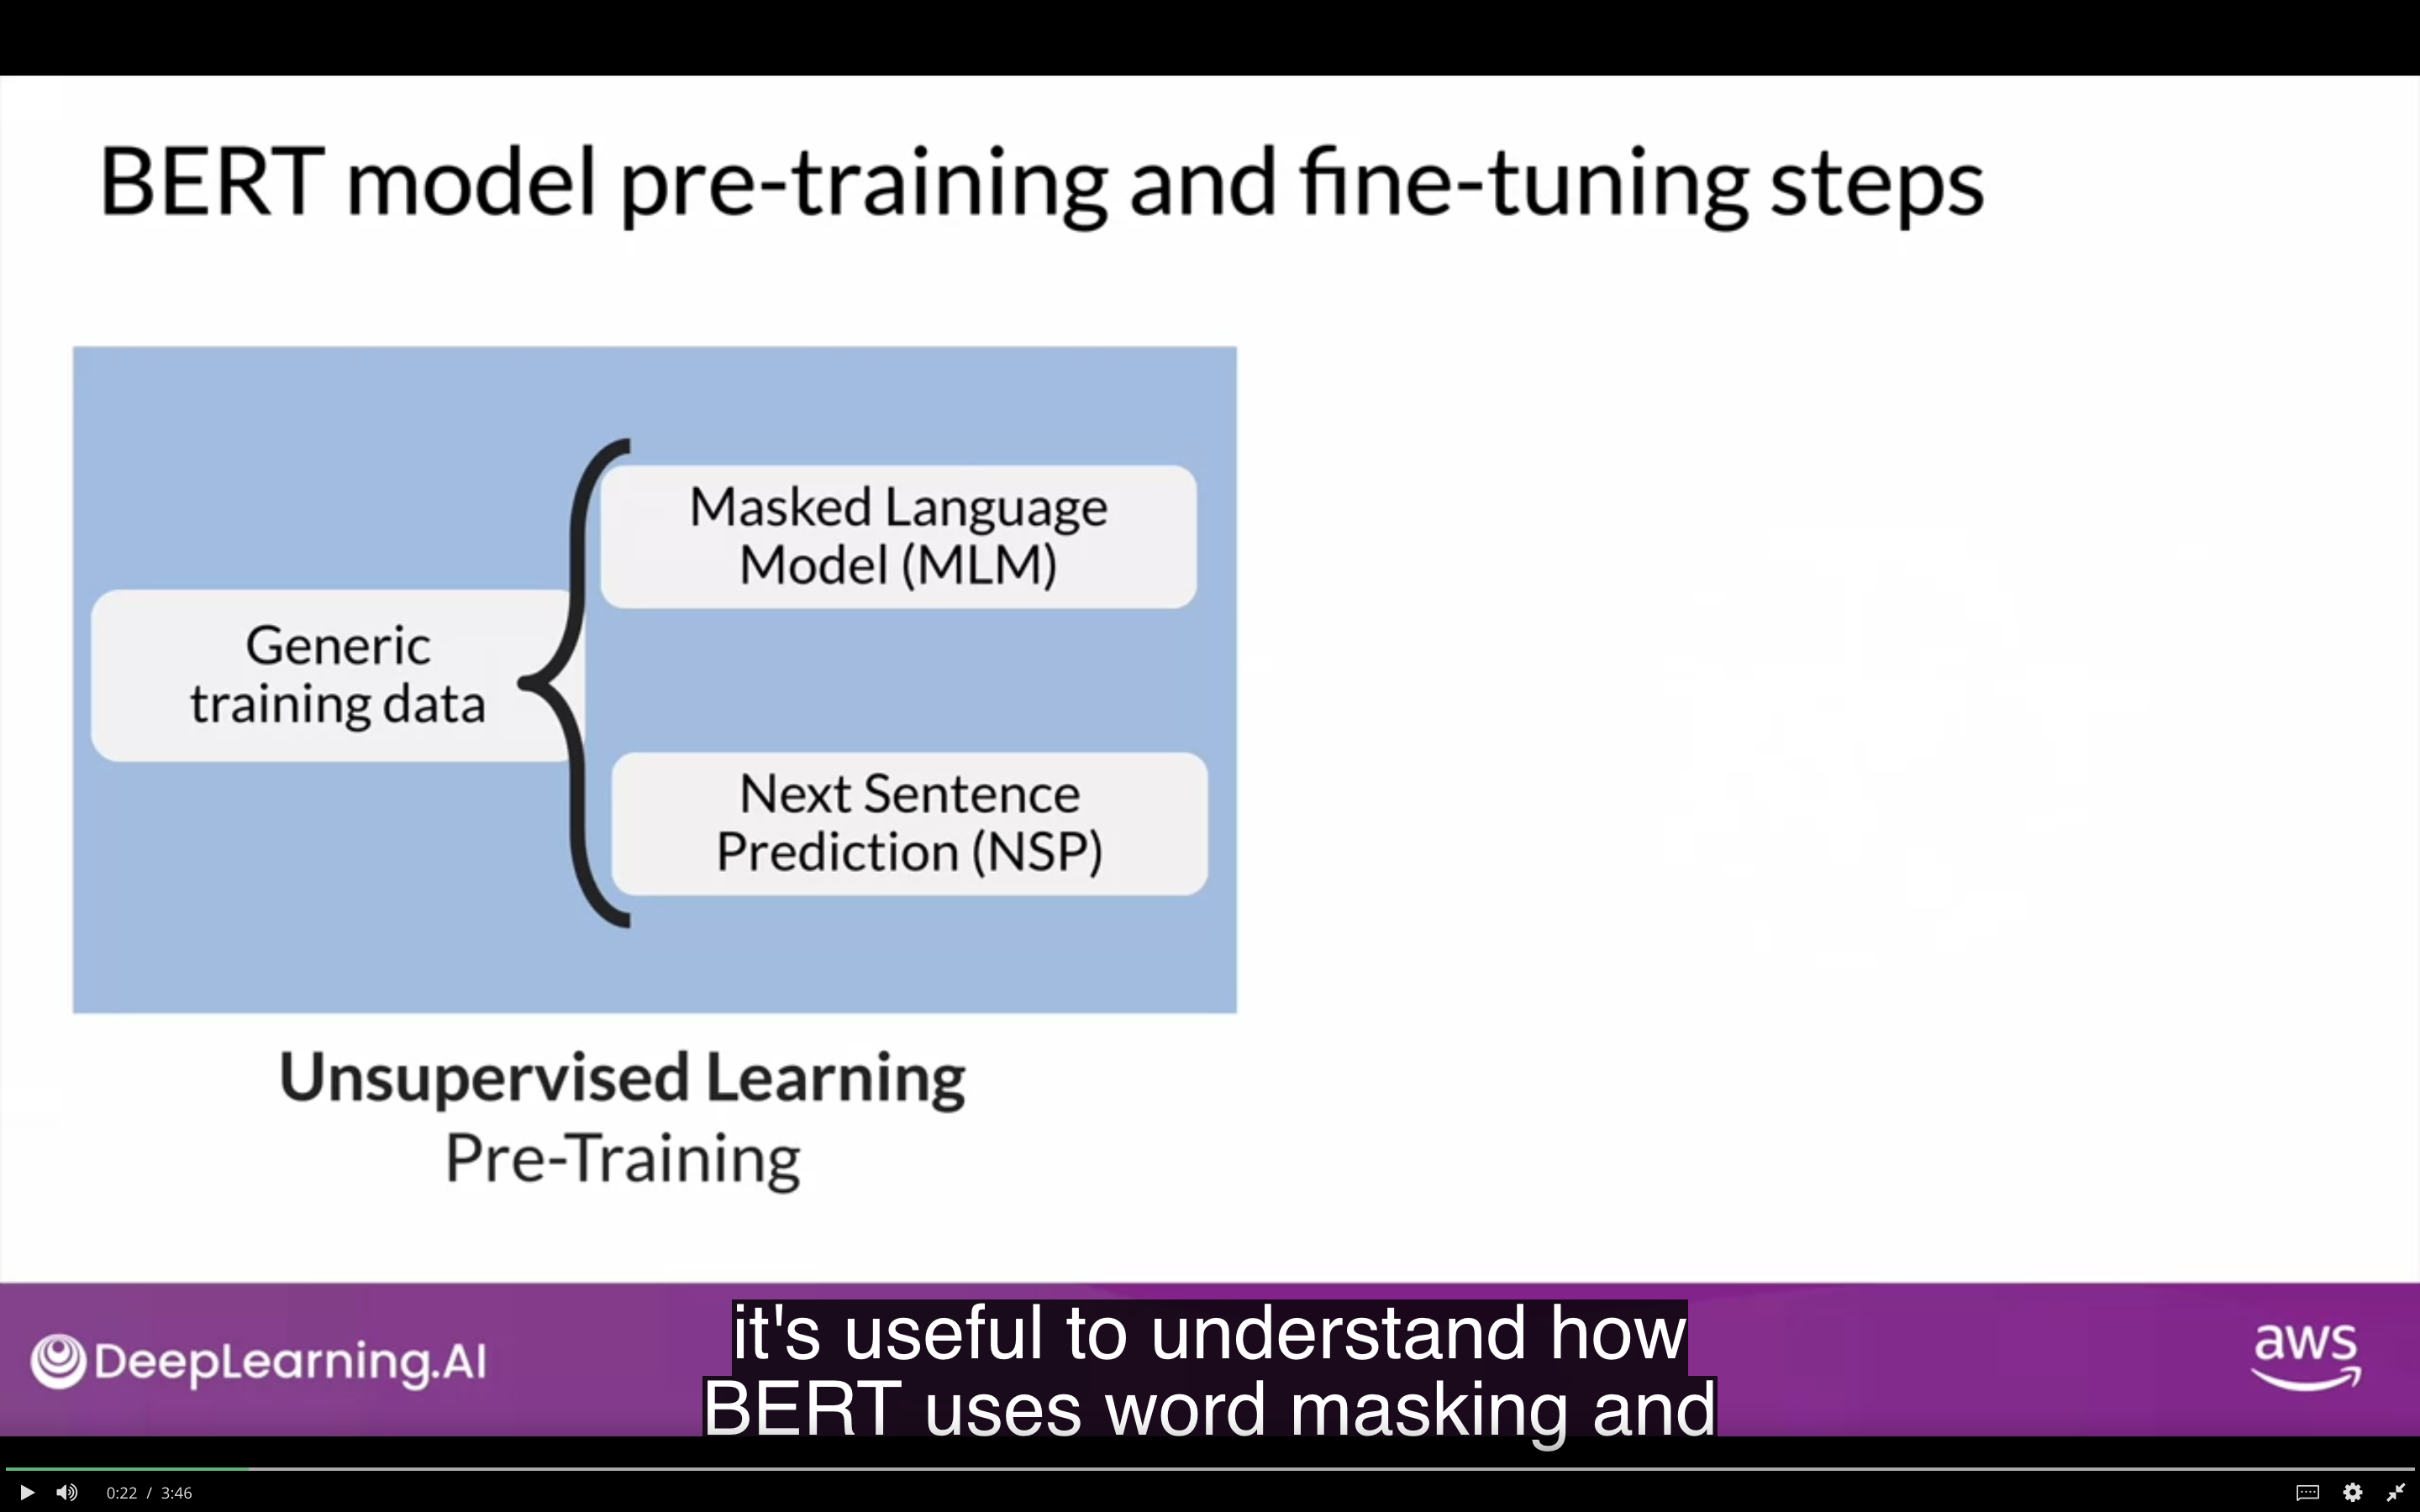 BERT model pre-training and fine-tuning steps
Masked Language
Model (MLM)
Generic
training data
Next Sentence
Prediction (NSP)
Unsupervised Learning
Pre-Training
DeepLearning.AI
it's useful to understand how
BERT uses word masking and
aws
0:22 / 3:46